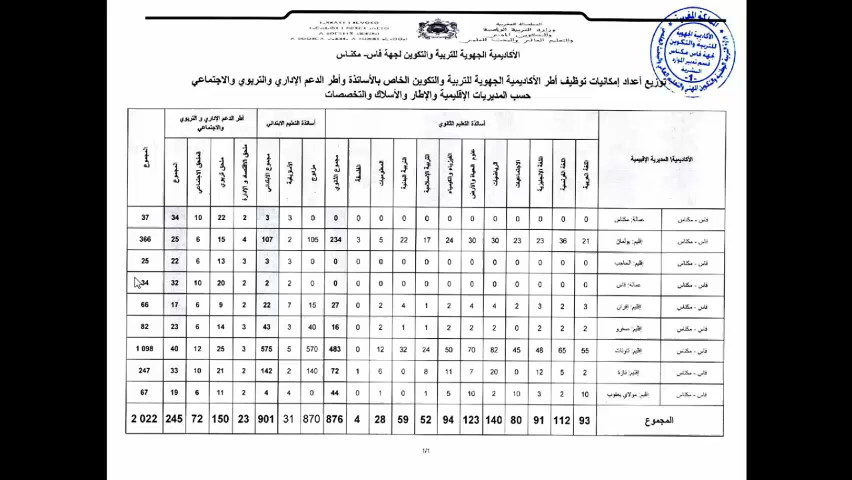 المملكة المغربية
وزارة التربية الوطنية
الأكاديمية الجهوية للتربية والتكوين لجهة فاس- مكناس
توزيع أعداد إمكانيات توظيف أطر الأكاديمية الجهوية للتربية والتكوين الخاص بالأساتذة وأطر الدعم الإداري والتربوي والاجتماعي
حسب المديريات الإقليمية والإطار والأسلاك والتخصصات
الأكاديمية/ المديرية الإقليمية أساتذة التعليم الثانوي أساتذة التعليم الابتدائي أطر الدعم الإداري و التربوي والاجتماعي المجموع
اللغة العربية اللغة الفرنسية اللغة الإنجليزية الاجتماعيات الرياضيات علوم الحياة والأرض الفيزياء والكيمياء التربية الإسلامية التربية البدنية المعلوميات الفلسفة مجموع الثانوي مزدوج الأمازيغية مجموع الابتدائي ملحق الاقتصاد و الإدارة ملحق تربوي الملحق الاجتماعي المجموع
فاس - مكناس عمالة: مكناس 0 0 0 0 0 0 0 0 0 0 0 0 0 3 3 2 22 10 34 37
فاس - مكناس إقليم: بولمان 21 36 23 23 30 30 24 17 22 5 3 234 105 2 107 4 15 6 25 366
فاس - مكناس إقليم: الحاجب 0 0 0 0 0 0 0 0 0 0 0 0 0 3 3 3 13 6 22 25
فاس - مكناس عمالة: فاس 0 0 0 0 0 0 0 0 0 0 0 0 0 2 2 2 20 10 32 34
فاس - مكناس إقليم: إفران 3 2 3 2 4 4 2 1 4 2 0 27 15 7 22 2 9 6 17 66
فاس - مكناس إقليم: صفرو 2 2 2 0 2 2 2 1 1 2 0 16 40 3 43 3 14 6 23 82
فاس - مكناس إقليم: تاونات 55 65 48 45 82 70 50 24 32 12 0 483 570 5 575 3 25 12 40 1 098
فاس - مكناس إقليم: تازة 2 5 12 0 20 7 11 8 0 6 1 72 140 2 142 2 21 10 33 247
فاس - مكناس إقليم: مولاي يعقوب 10 2 3 10 2 10 5 1 0 1 0 44 0 4 4 2 11 6 19 67
المجموع 93 112 91 80 140 123 94 52 59 28 4 876 870 31 901 23 150 72 245 2 022
1/1